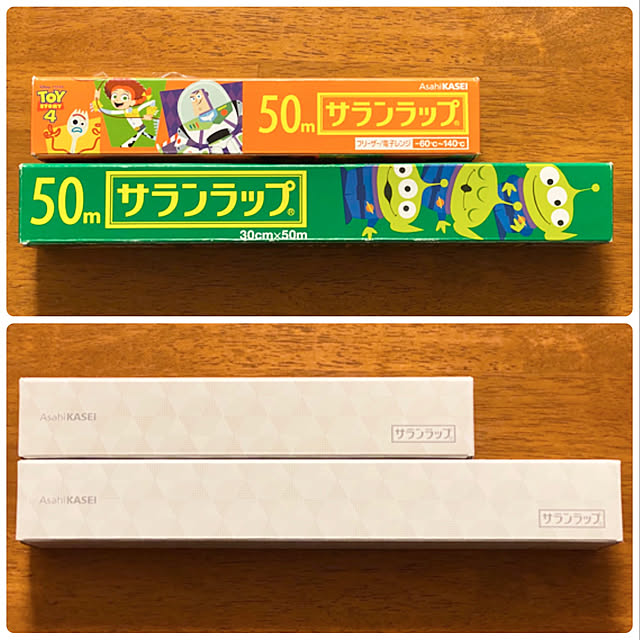 AsahiKASEI
TOY
STORY
4
50m サランラップ®
フリーザー/電子レンジ -60℃~140℃
50m サランラップ®
30cm×50m
AsahiKASEI
サランラップ
AsahiKASEI
サランラップ